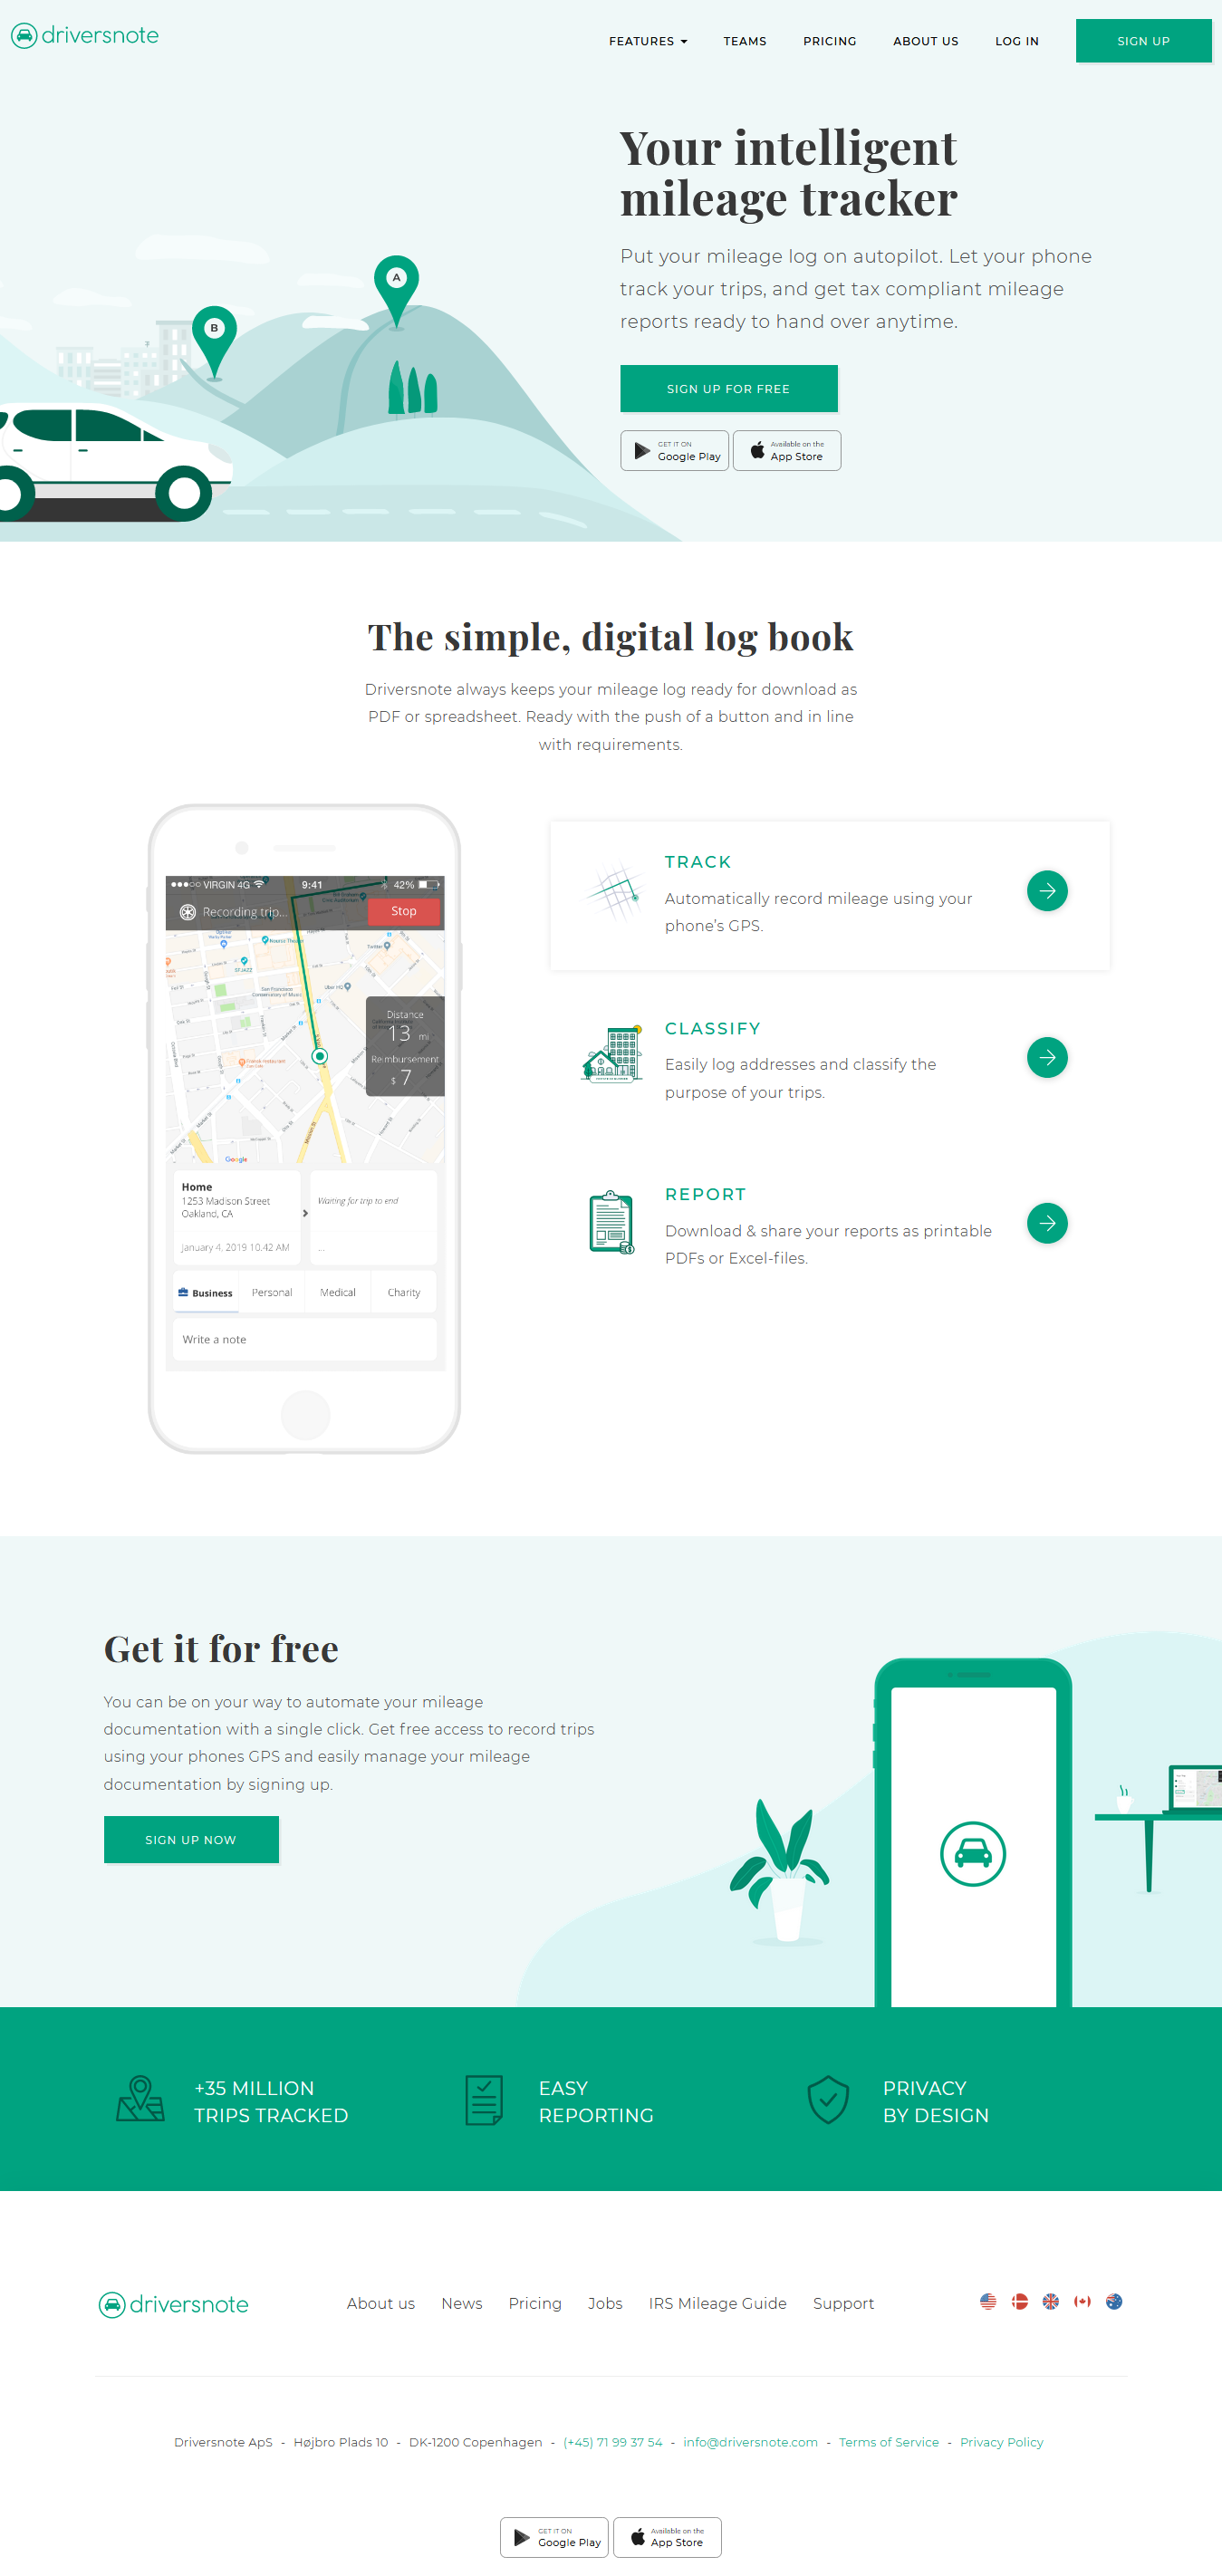 driversnote
FEATURES
TEAMS
PRICING
ABOUT US
LOG IN
SIGN UP
Your intelligent
mileage tracker
Put your mileage log on autopilot. Let your phone
track your trips, and get tax compliant mileage
reports ready to hand over anytime.
SIGN UP FOR FREE
GET IT ON
Google Play
Available on the
App Store
A
B
The simple, digital log book
Driversnote always keeps your mileage log ready for download as
PDF or spreadsheet. Ready with the push of a button and in line
with requirements.
VIRGIN 4G
9:41
42%
Recording trip...
Stop
Distance
13 mi
Reimbursement
$ 7
Google
Home
1253 Madison Street
Oakland, CA
January 4, 2019 10.42 AM
Waiting for trip to end
...
Business
Personal
Medical
Charity
Write a note
TRACK
Automatically record mileage using your
phone's GPS.
CLASSIFY
Easily log addresses and classify the
purpose of your trips.
REPORT
Download & share your reports as printable
PDFs or Excel-files.
Get it for free
You can be on your way to automate your mileage
documentation with a single click. Get free access to record trips
using your phones GPS and easily manage your mileage
documentation by signing up.
SIGN UP NOW
+35 MILLION
TRIPS TRACKED
EASY
REPORTING
PRIVACY
BY DESIGN
driversnote
About us
News
Pricing
Jobs
IRS Mileage Guide
Support
Driversnote ApS - Højbro Plads 10 - DK-1200 Copenhagen - (+45) 71 99 37 54 - info@driversnote.com - Terms of Service - Privacy Policy
GET IT ON
Google Play
Available on the
App Store